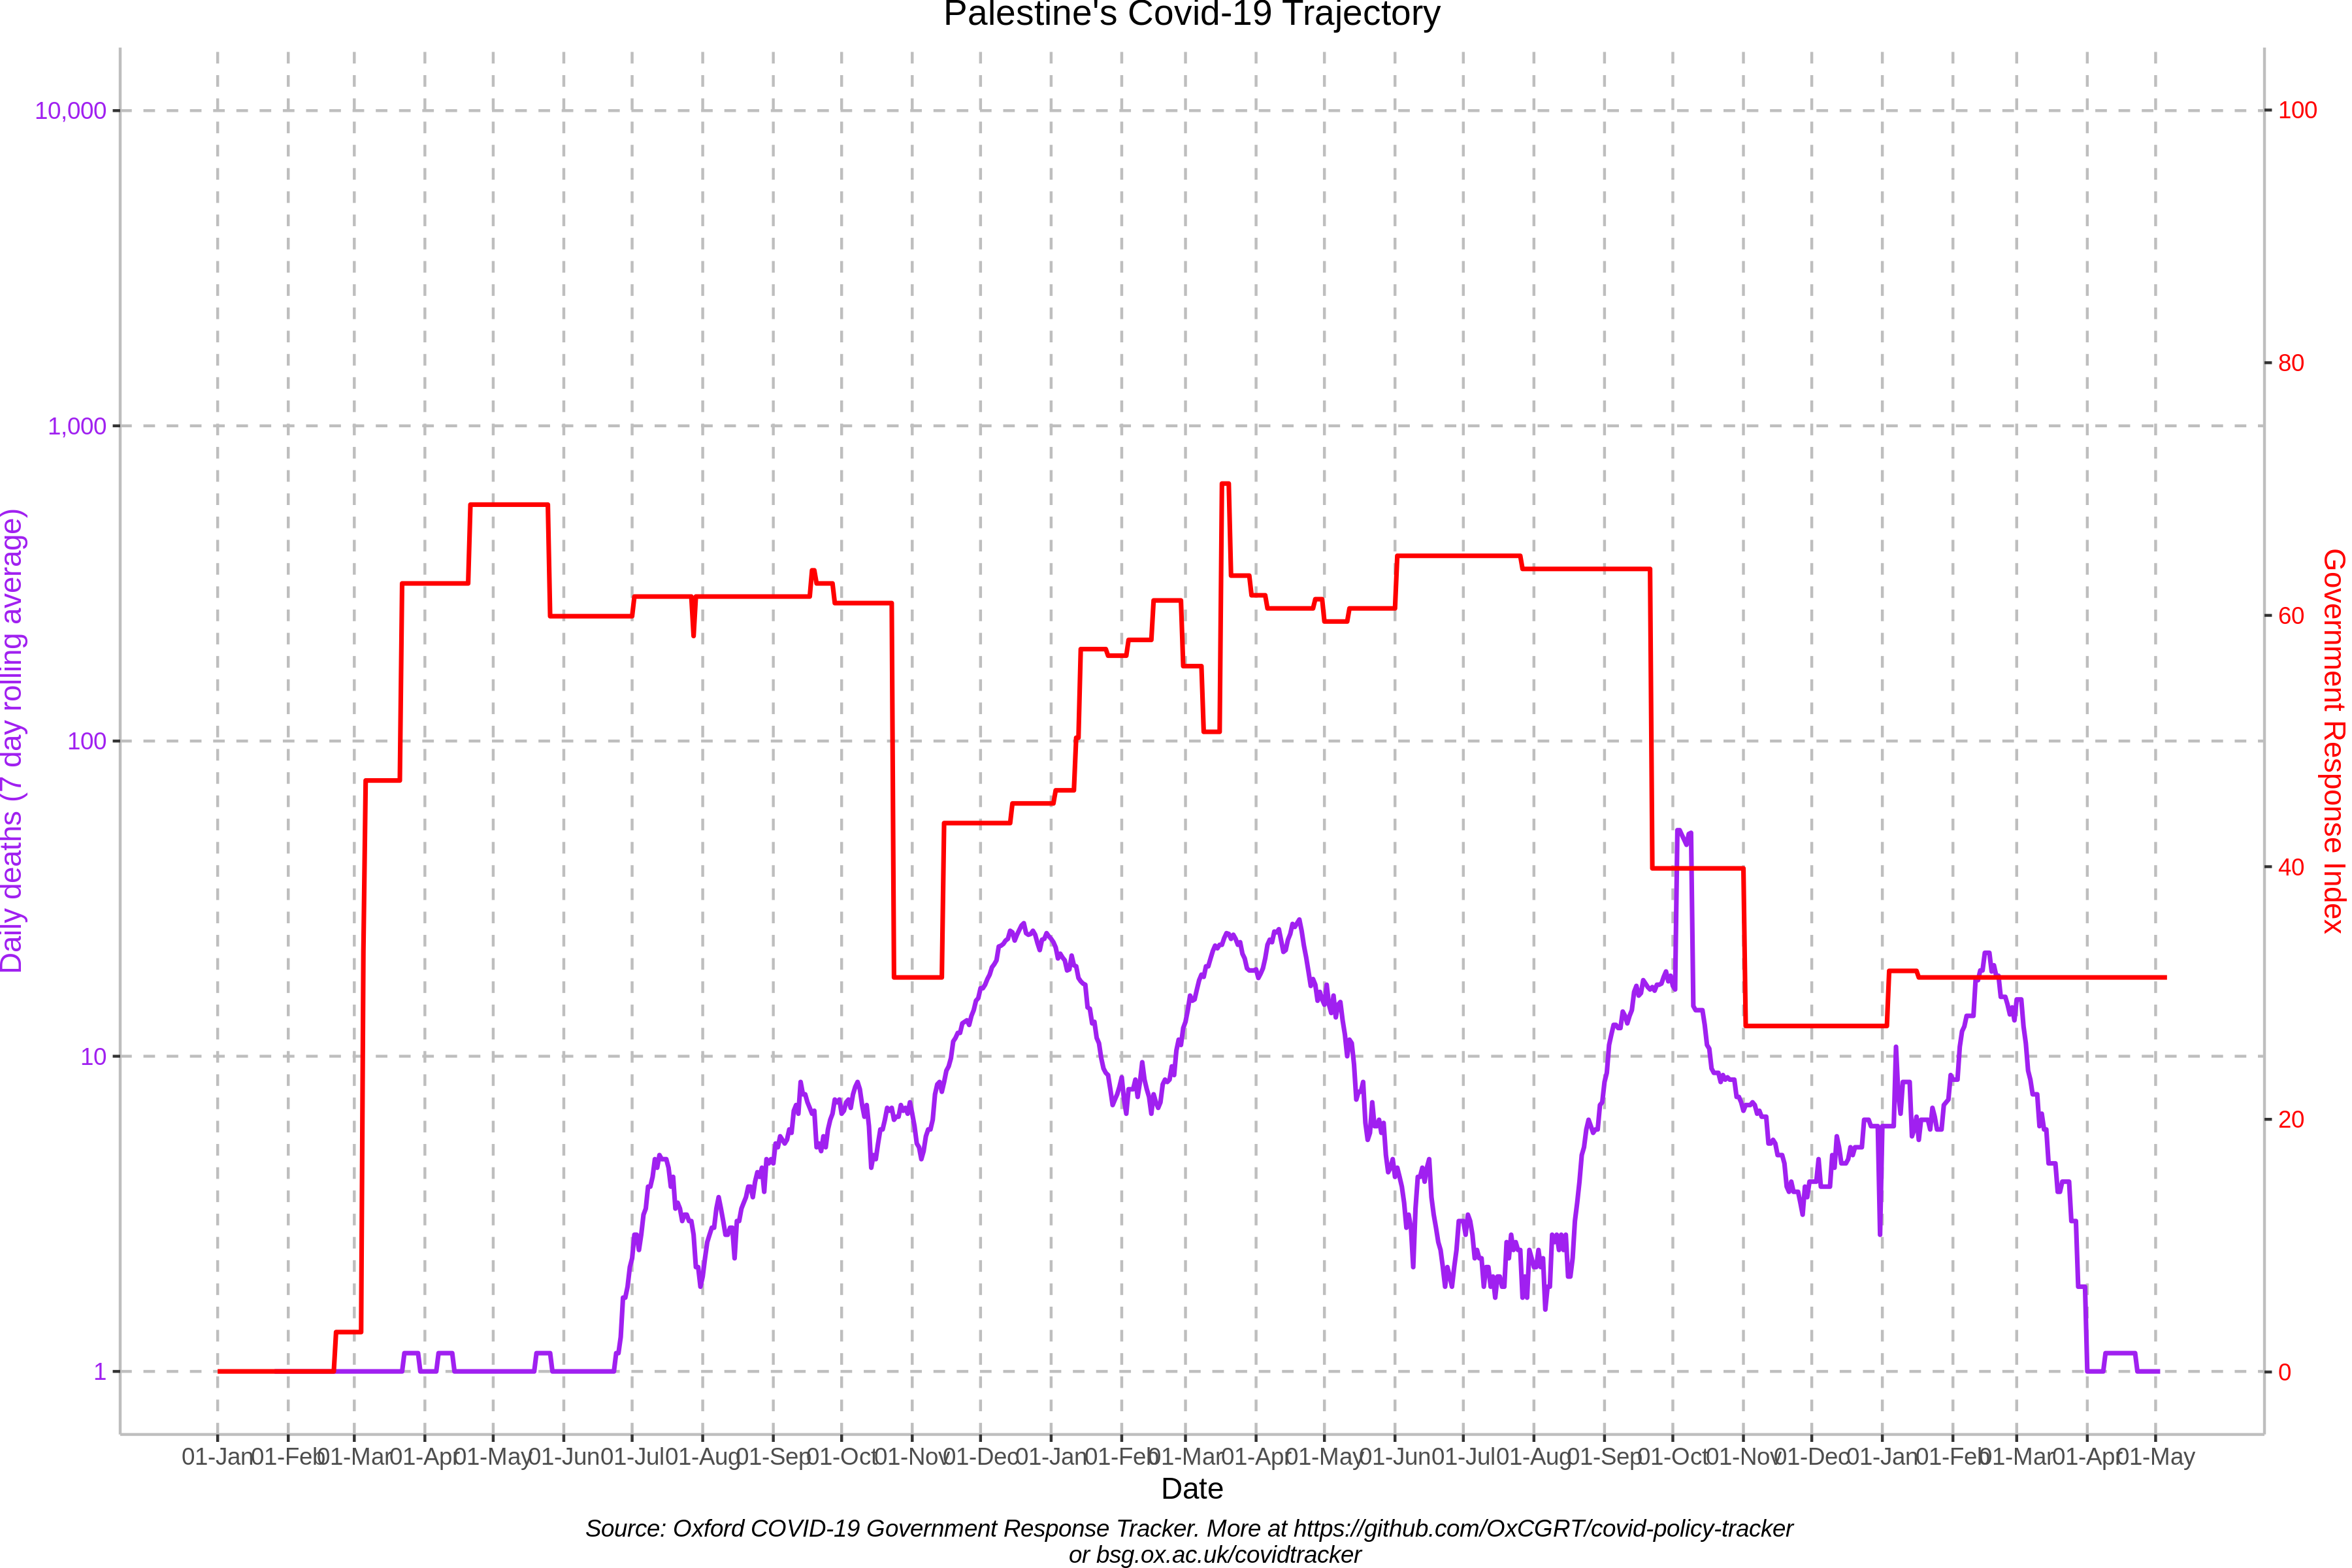 Palestine's Covid-19 Trajectory
10,000
1,000
100
10
1
Daily deaths (7 day rolling average)
100
80
60
40
20
0
Government Response Index
01-Jan 01-Feb 01-Mar 01-Apr 01-May 01-Jun 01-Jul 01-Aug 01-Sep 01-Oct 01-Nov 01-Dec 01-Jan 01-Feb 01-Mar 01-Apr 01-May 01-Jun 01-Jul 01-Aug 01-Sep 01-Oct 01-Nov 01-Dec 01-Jan 01-Feb 01-Mar 01-Apr 01-May
Date
Source: Oxford COVID-19 Government Response Tracker. More at https://github.com/OxCGRT/covid-policy-tracker
or bsg.ox.ac.uk/covidtracker